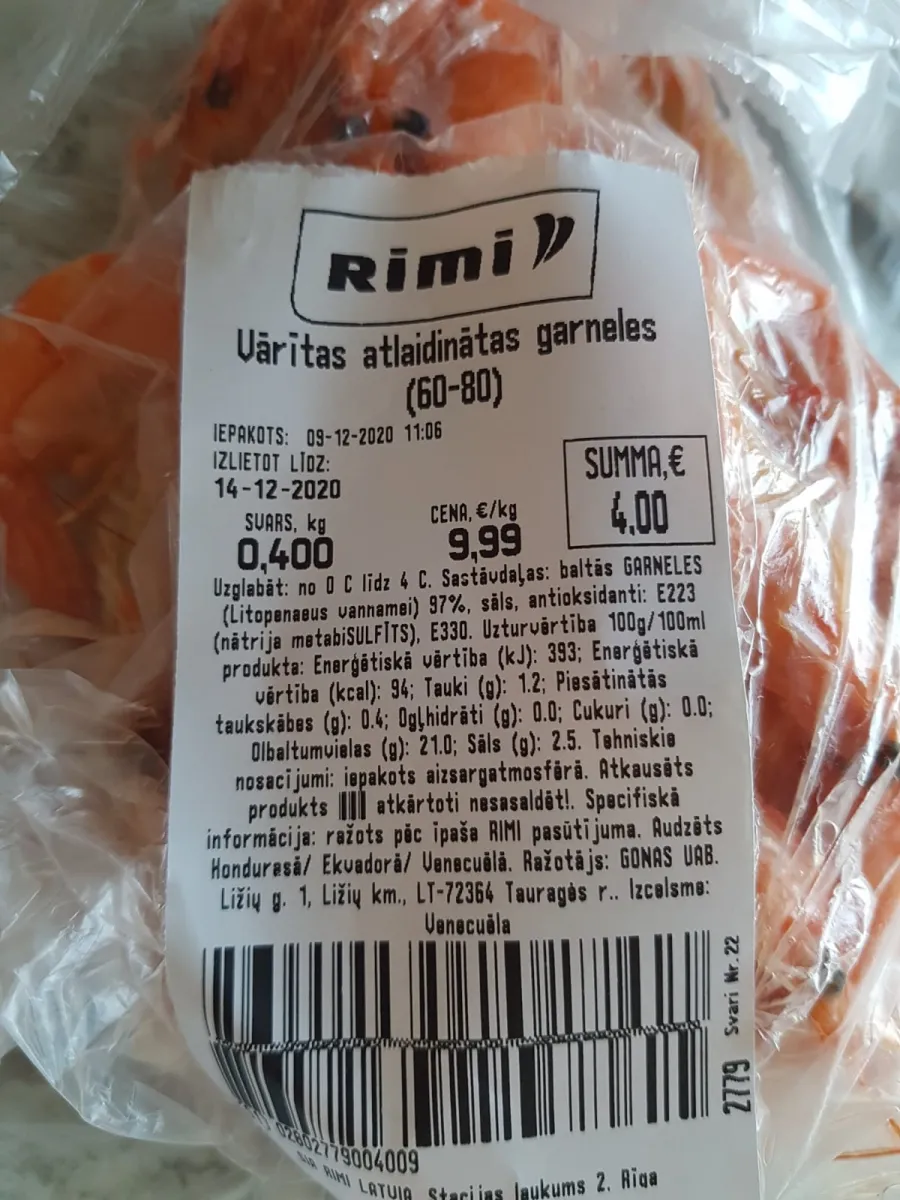 Rimi
Vārītas atlaidinātas garneles
(60-80)
IEPAKOTS: 09-12-2020 11:06
IZLIETOT LĪDZ:
14-12-2020
SUMMA,€
4,00
SVARS, kg
0,400
CENA, €/kg
9,99
Uzglabāt: no 0 C līdz 4 C. Sastāvdaļas: baltās GARNELES
(Litopenaeus vannamei) 97%, sāls, antioksidanti: E223
(nātrija metabiSULFĪTS), E330. Uzturvērtība 100g/100ml
produkta: Enerģētiskā vērtība (kJ): 393; Enerģētiskā
vērtība (kcal): 94; Tauki (g): 1.2; Piesātinātās
taukskābes (g): 0.4; Ogļhidrāti (g): 0.0; Cukuri (g): 0.0;
Olbaltumvielas (g): 21.0; Sāls (g): 2.5. Tehniskie
nosacījumi: iepakots aizsargatmosfērā. Atkausēts
produkts atkārtoti nesasaldēt!. Specifiskā
informācija: ražots pēc īpaša RIMI pasūtījuma. Audzēts
Hondurasā/ Ekvadorā/ Venecuēlā. Ražotājs: GONAS UAB.
Ližių g. 1, Ližių km., LT-72364 Tauragės r.. Izcelsme:
Venecuēla
2779 Svari Nr. 22
02802779004009
SIA RIMI LATVIA Stacijas laukums 2. Rīga